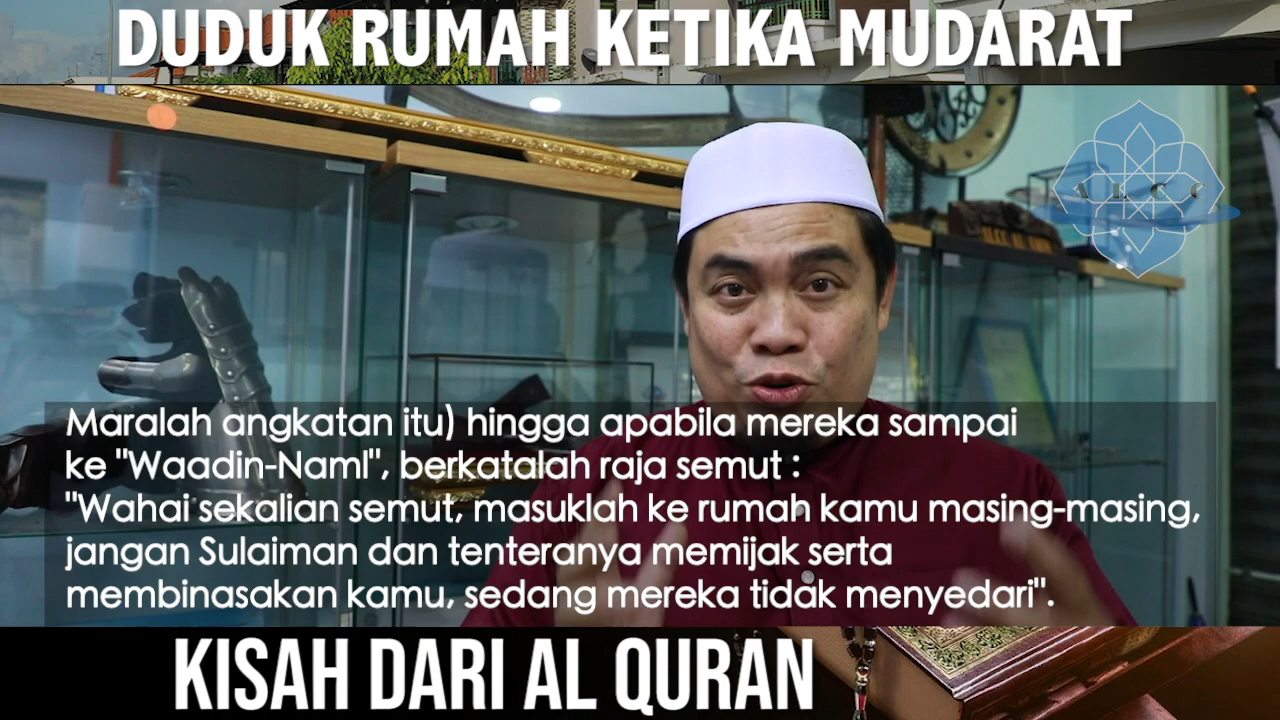 DUDUK RUMAH KETIKA MUDARAT
A K C C
Maralah angkatan itu) hingga apabila mereka sampai
ke "Waadin-Naml", berkatalah raja semut :
"Wahai sekalian semut, masuklah ke rumah kamu masing-masing,
jangan Sulaiman dan tenteranya memijak serta
membinasakan kamu, sedang mereka tidak menyedari".
KISAH DARI AL QURAN